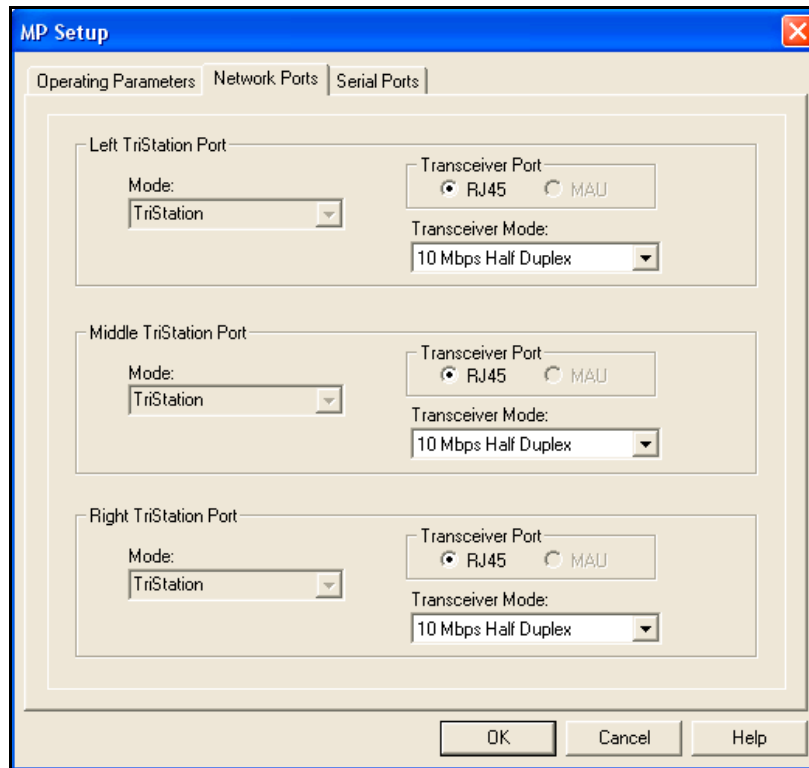 MP Setup
Operating Parameters Network Ports Serial Ports
Left TriStation Port
Mode:
TriStation
Transceiver Port
RJ45 MAU
Transceiver Mode:
10 Mbps Half Duplex
Middle TriStation Port
Mode:
TriStation
Transceiver Port
RJ45 MAU
Transceiver Mode:
10 Mbps Half Duplex
Right TriStation Port
Mode:
TriStation
Transceiver Port
RJ45 MAU
Transceiver Mode:
10 Mbps Half Duplex
OK Cancel Help